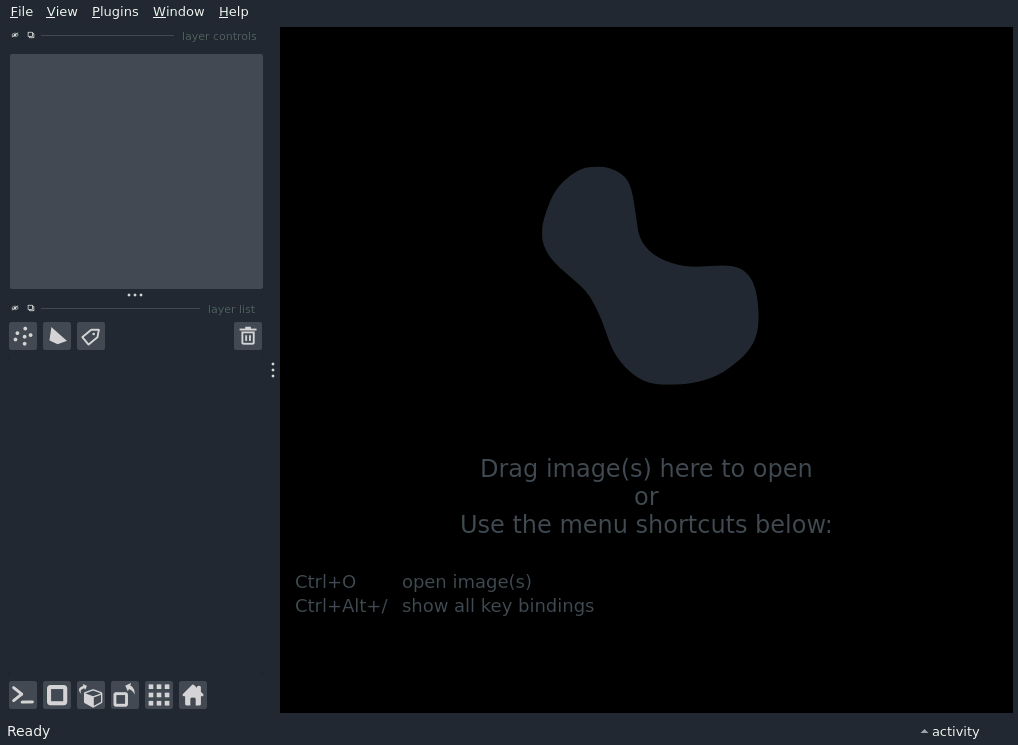 File View Plugins Window Help
layer controls
layer list
Drag image(s) here to open
or
Use the menu shortcuts below:
Ctrl+O open image(s)
Ctrl+Alt+/ show all key bindings
Ready
activity